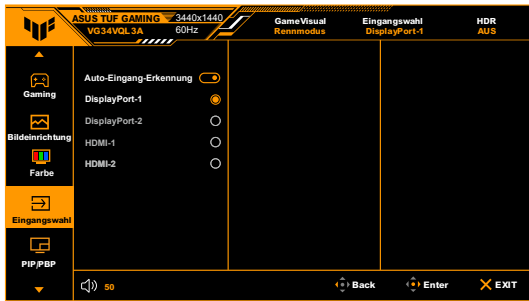 ASUS TUF GAMING 3440x1440
VG34VQL3A 60Hz
GameVisual
Rennmodus
Eingangswahl
DisplayPort-1
HDR
AUS
Gaming
Bildeinrichtung
Farbe
Eingangswahl
PIP/PBP
Auto-Eingang-Erkennung
DisplayPort-1
DisplayPort-2
HDMI-1
HDMI-2
50
Back
Enter
EXIT